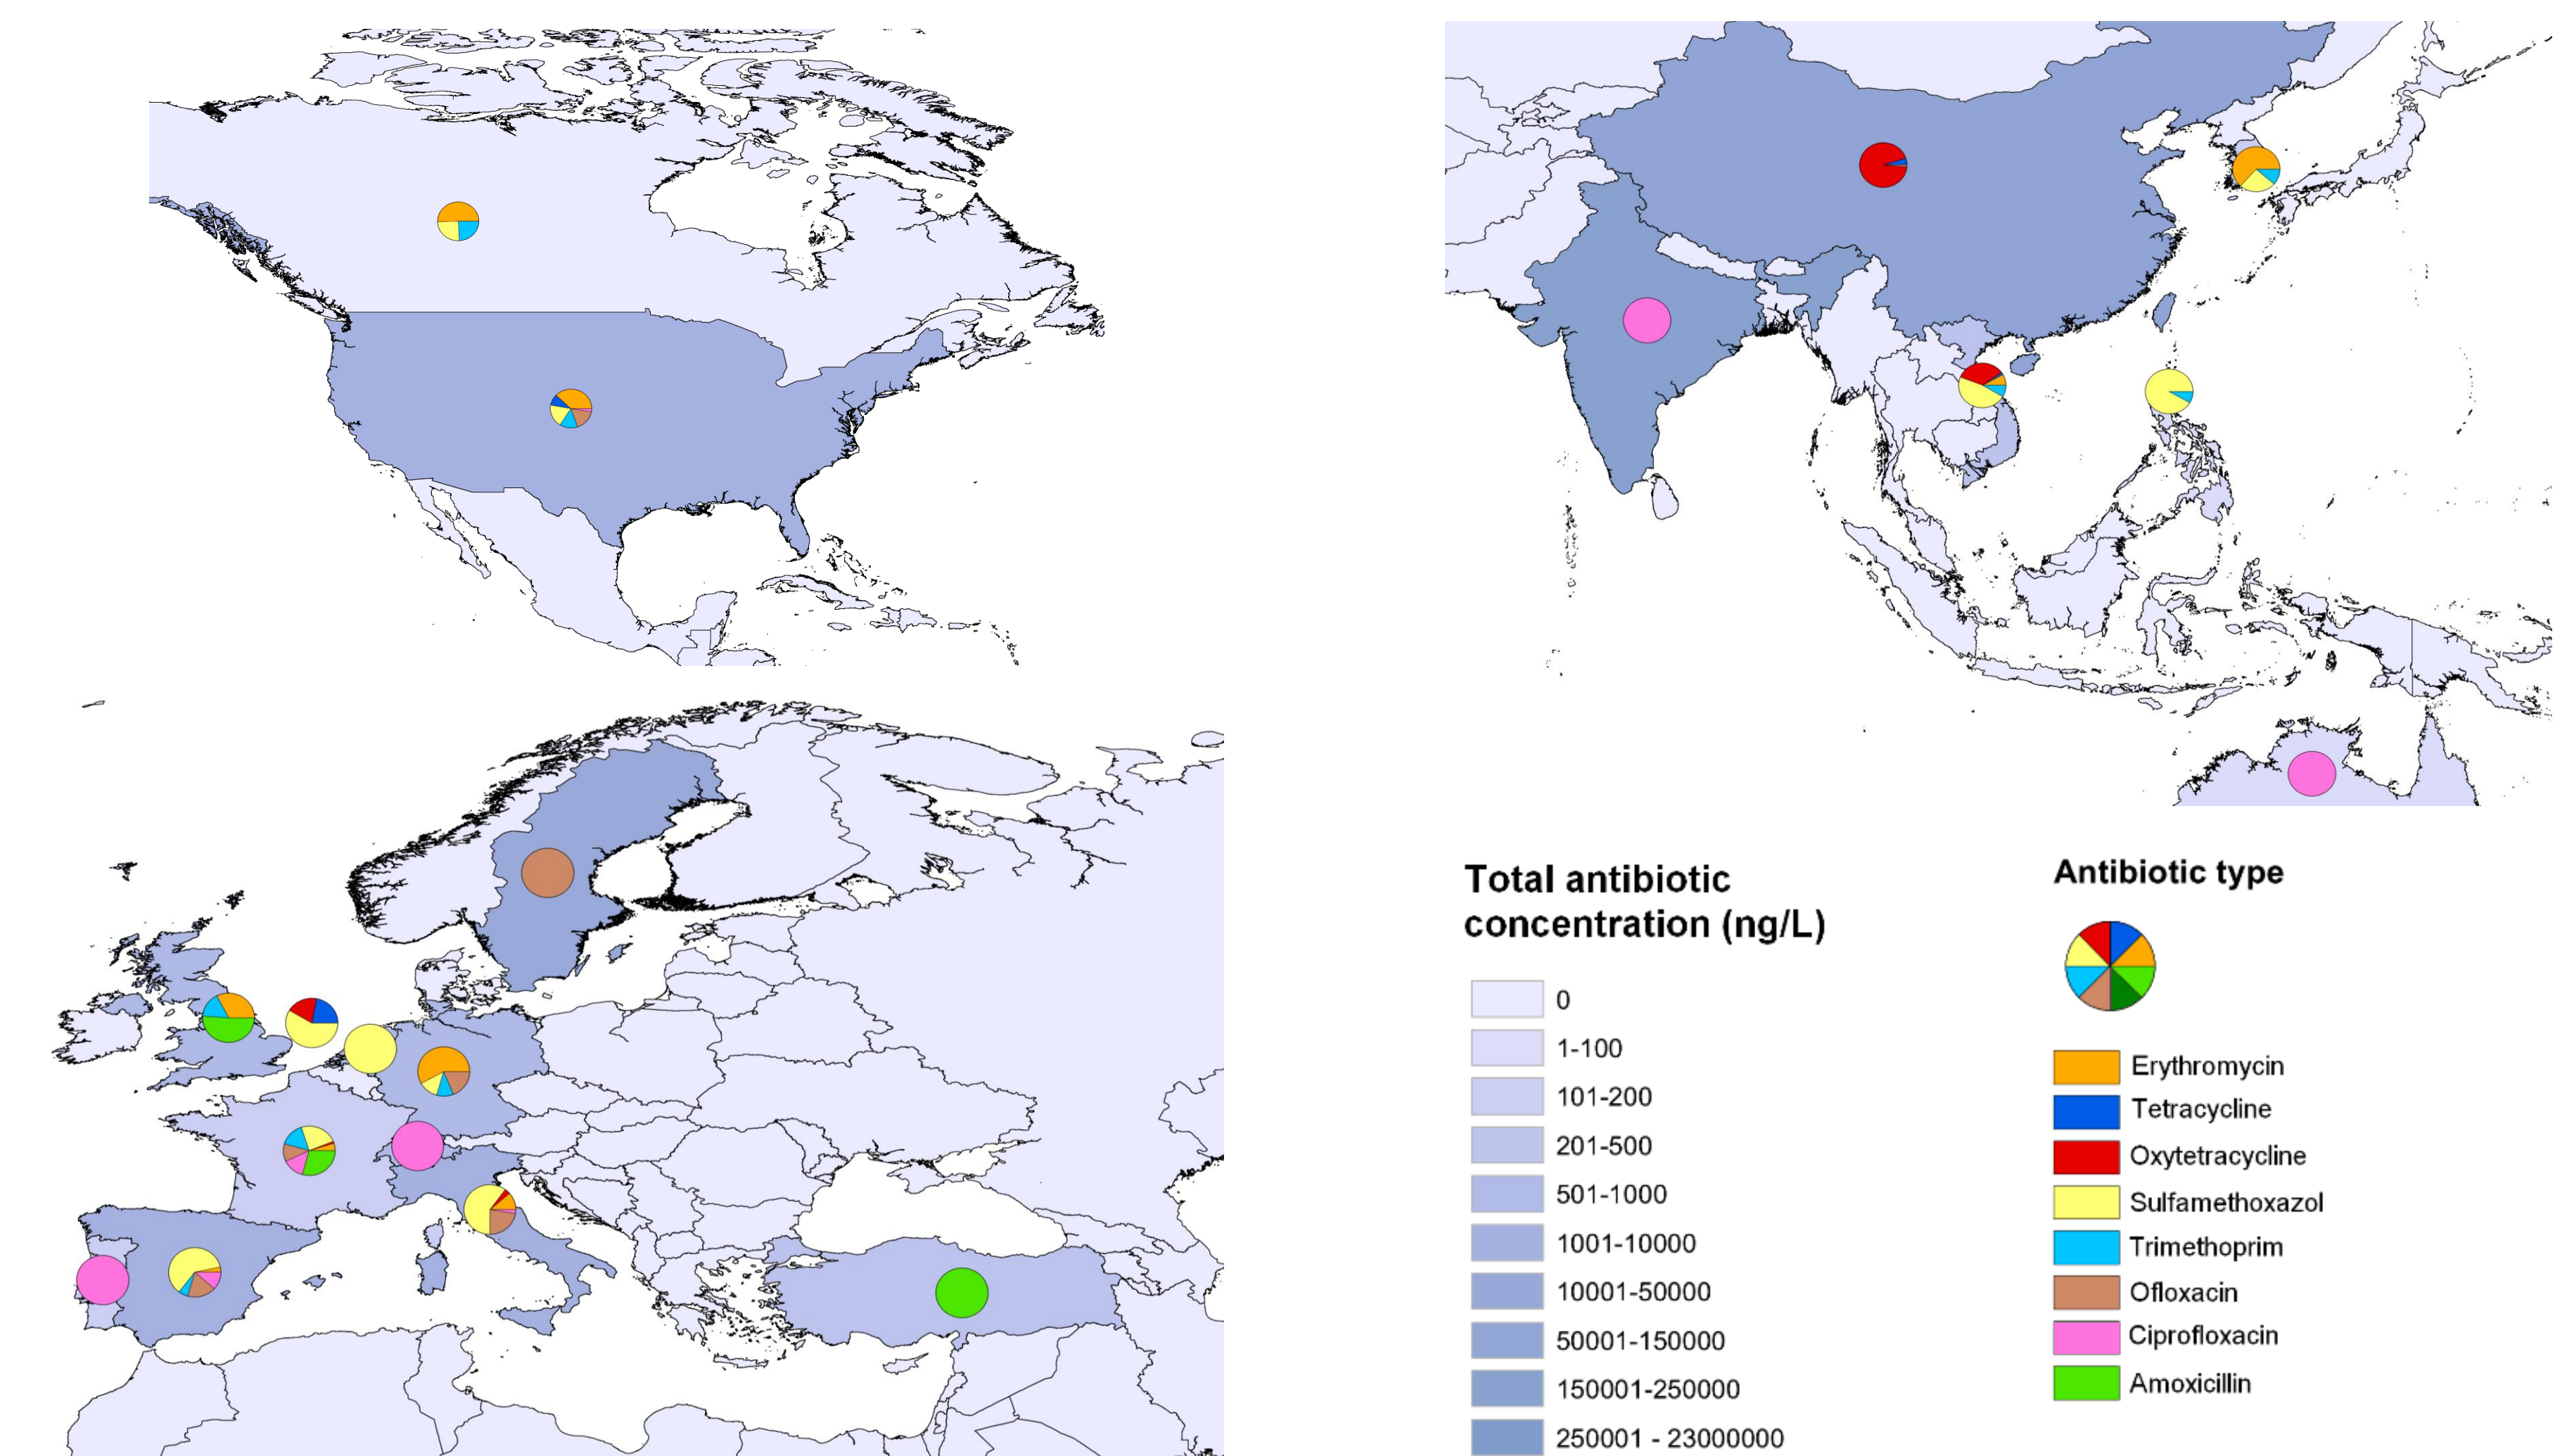 Total antibiotic
concentration (ng/L)
0
1-100
101-200
201-500
501-1000
1001-10000
10001-50000
50001-150000
150001-250000
250001 - 23000000
Antibiotic type
Erythromycin
Tetracycline
Oxytetracycline
Sulfamethoxazol
Trimethoprim
Ofloxacin
Ciprofloxacin
Amoxicillin